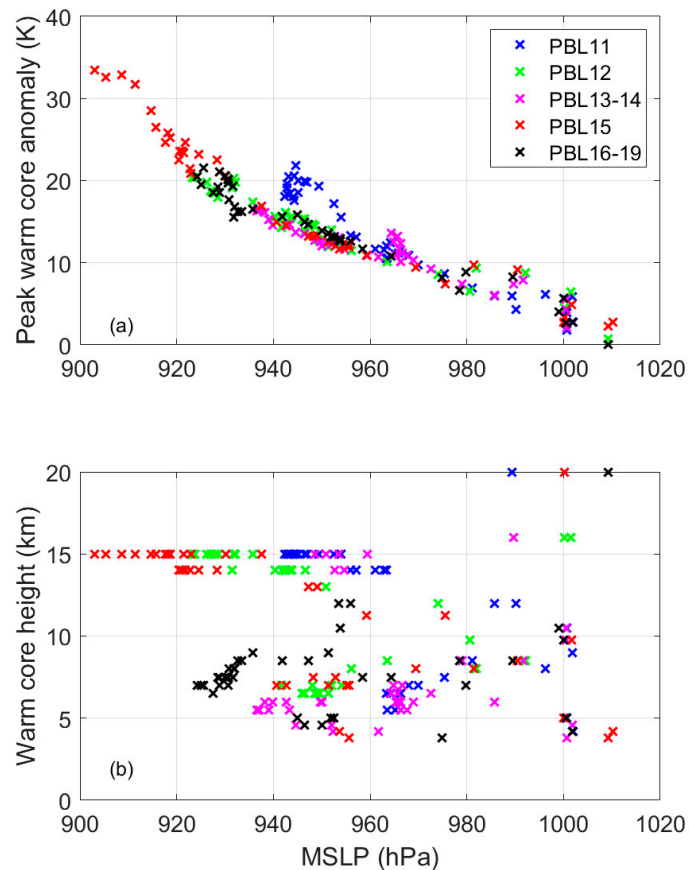 40
30
20
10
0
Peak warm core anomaly (K)
PBL11
PBL12
PBL13-14
PBL15
PBL16-19
(a)
900 920 940 960 980 1000 1020
20
15
10
5
0
Warm core height (km)
(b)
900 920 940 960 980 1000 1020
MSLP (hPa)